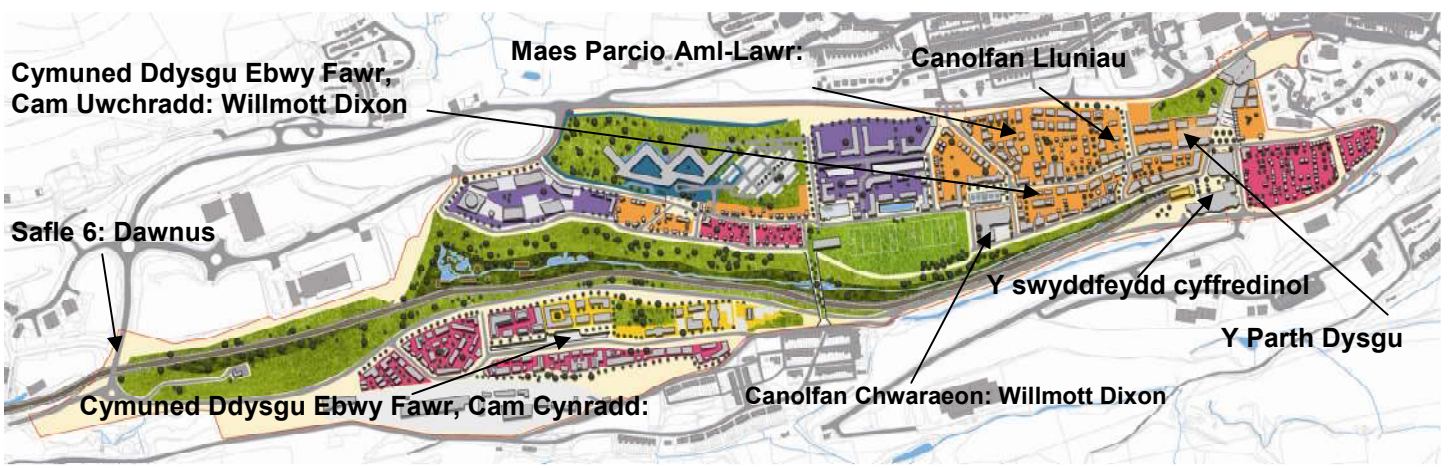 Maes Parcio Aml-Lawr:
Canolfan Lluniau
Cymuned Ddysgu Ebwy Fawr,
Cam Uwchradd: Willmott Dixon
Safle 6: Dawnus
Y swyddfeydd cyffredinol
Y Parth Dysgu
Canolfan Chwaraeon: Willmott Dixon
Cymuned Ddysgu Ebwy Fawr, Cam Cynradd: